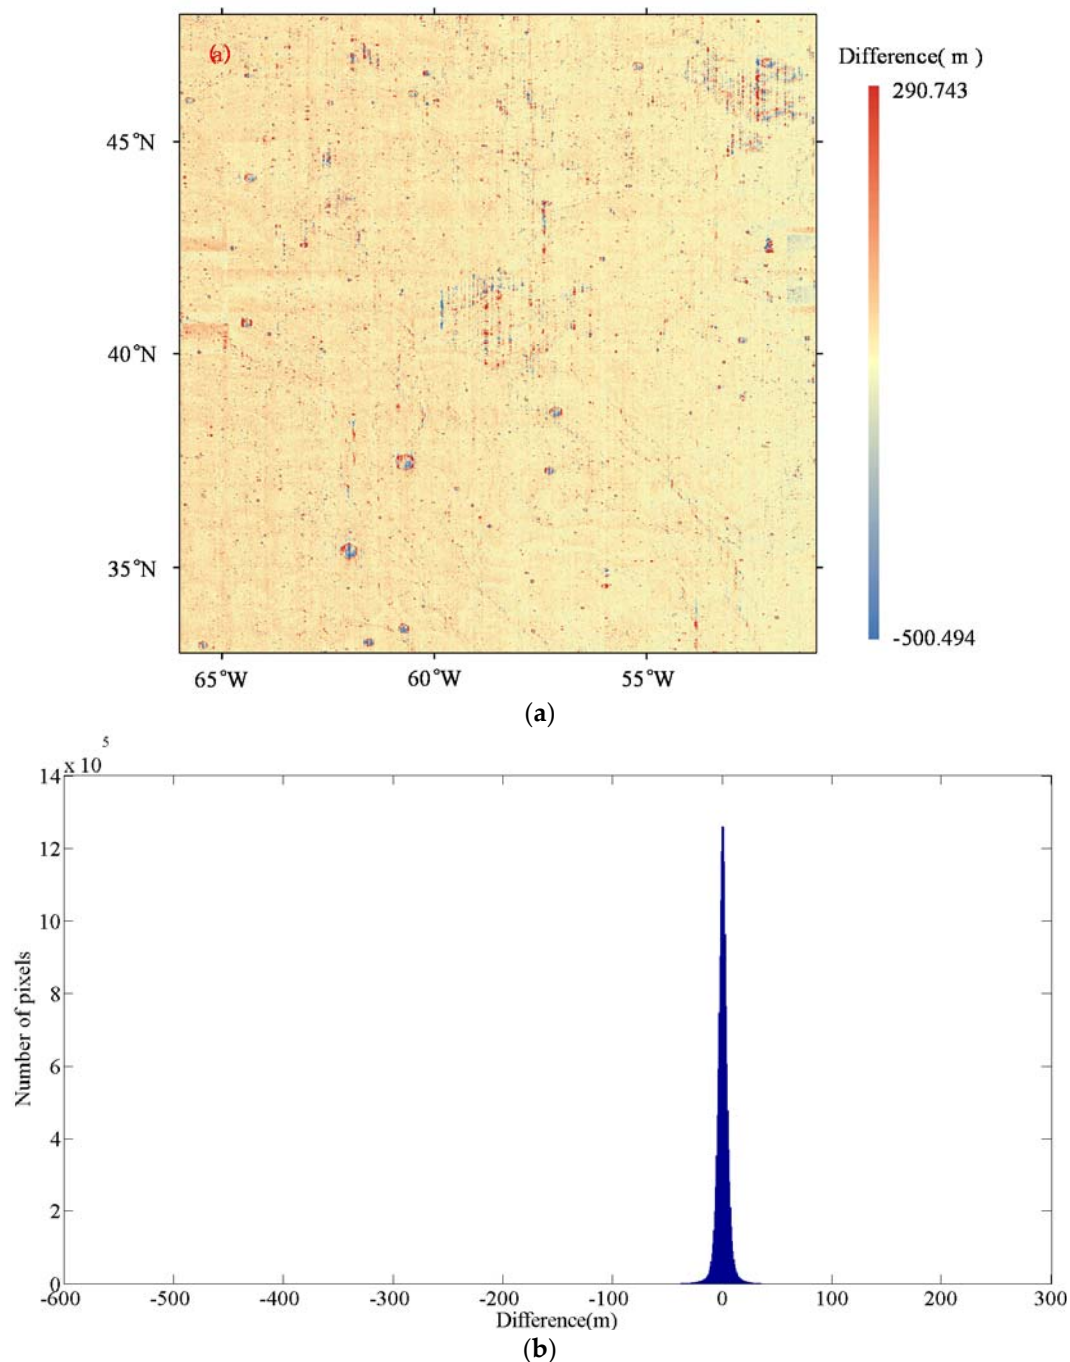 (a)
Difference( m )
290.743
45°N
40°N
35°N
-500.494
65°W 60°W 55°W
(a)
5
14 x 10
12
10
8
6
4
2
0
Number of pixels
-600 -500 -400 -300 -200 -100 0 100 200 300
Difference(m)
(b)